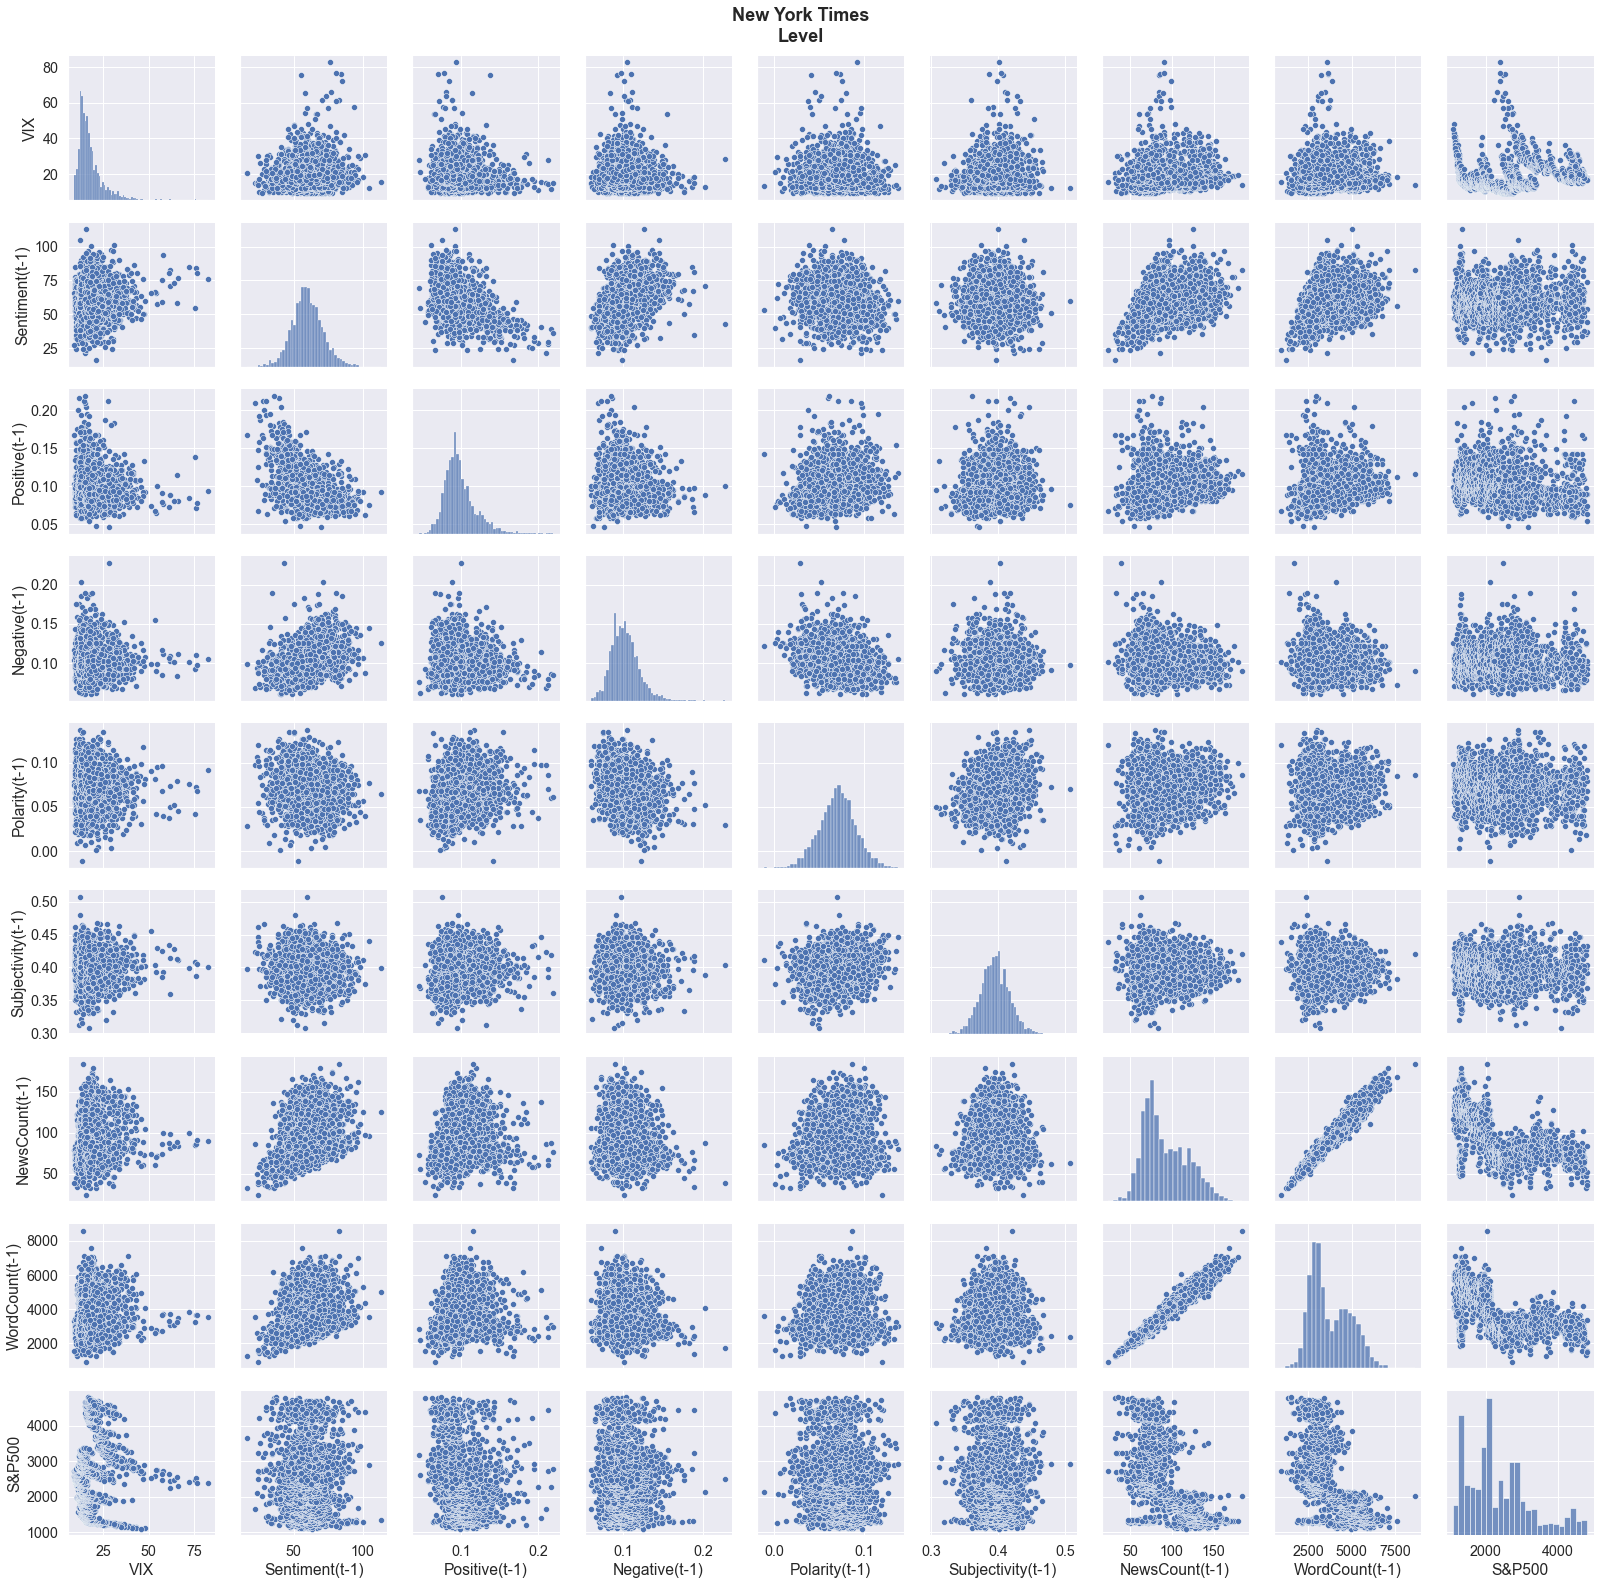 New York Times
Level
80
60
40
20
VIX
100
75
50
25
Sentiment(t-1)
0.20
0.15
0.10
0.05
Positive(t-1)
0.20
0.15
0.10
Negative(t-1)
0.10
0.05
0.00
Polarity(t-1)
0.50
0.45
0.40
0.35
0.30
Subjectivity(t-1)
150
100
50
NewsCount(t-1)
8000
6000
4000
2000
WordCount(t-1)
4000
3000
2000
1000
S&P500
25 50 75 50 100 0.1 0.2 0.1 0.2 0.0 0.1 0.3 0.4 0.5 50 100 150 2500 5000 7500 2000 4000
VIX Sentiment(t-1) Positive(t-1) Negative(t-1) Polarity(t-1) Subjectivity(t-1) NewsCount(t-1) WordCount(t-1) S&P500